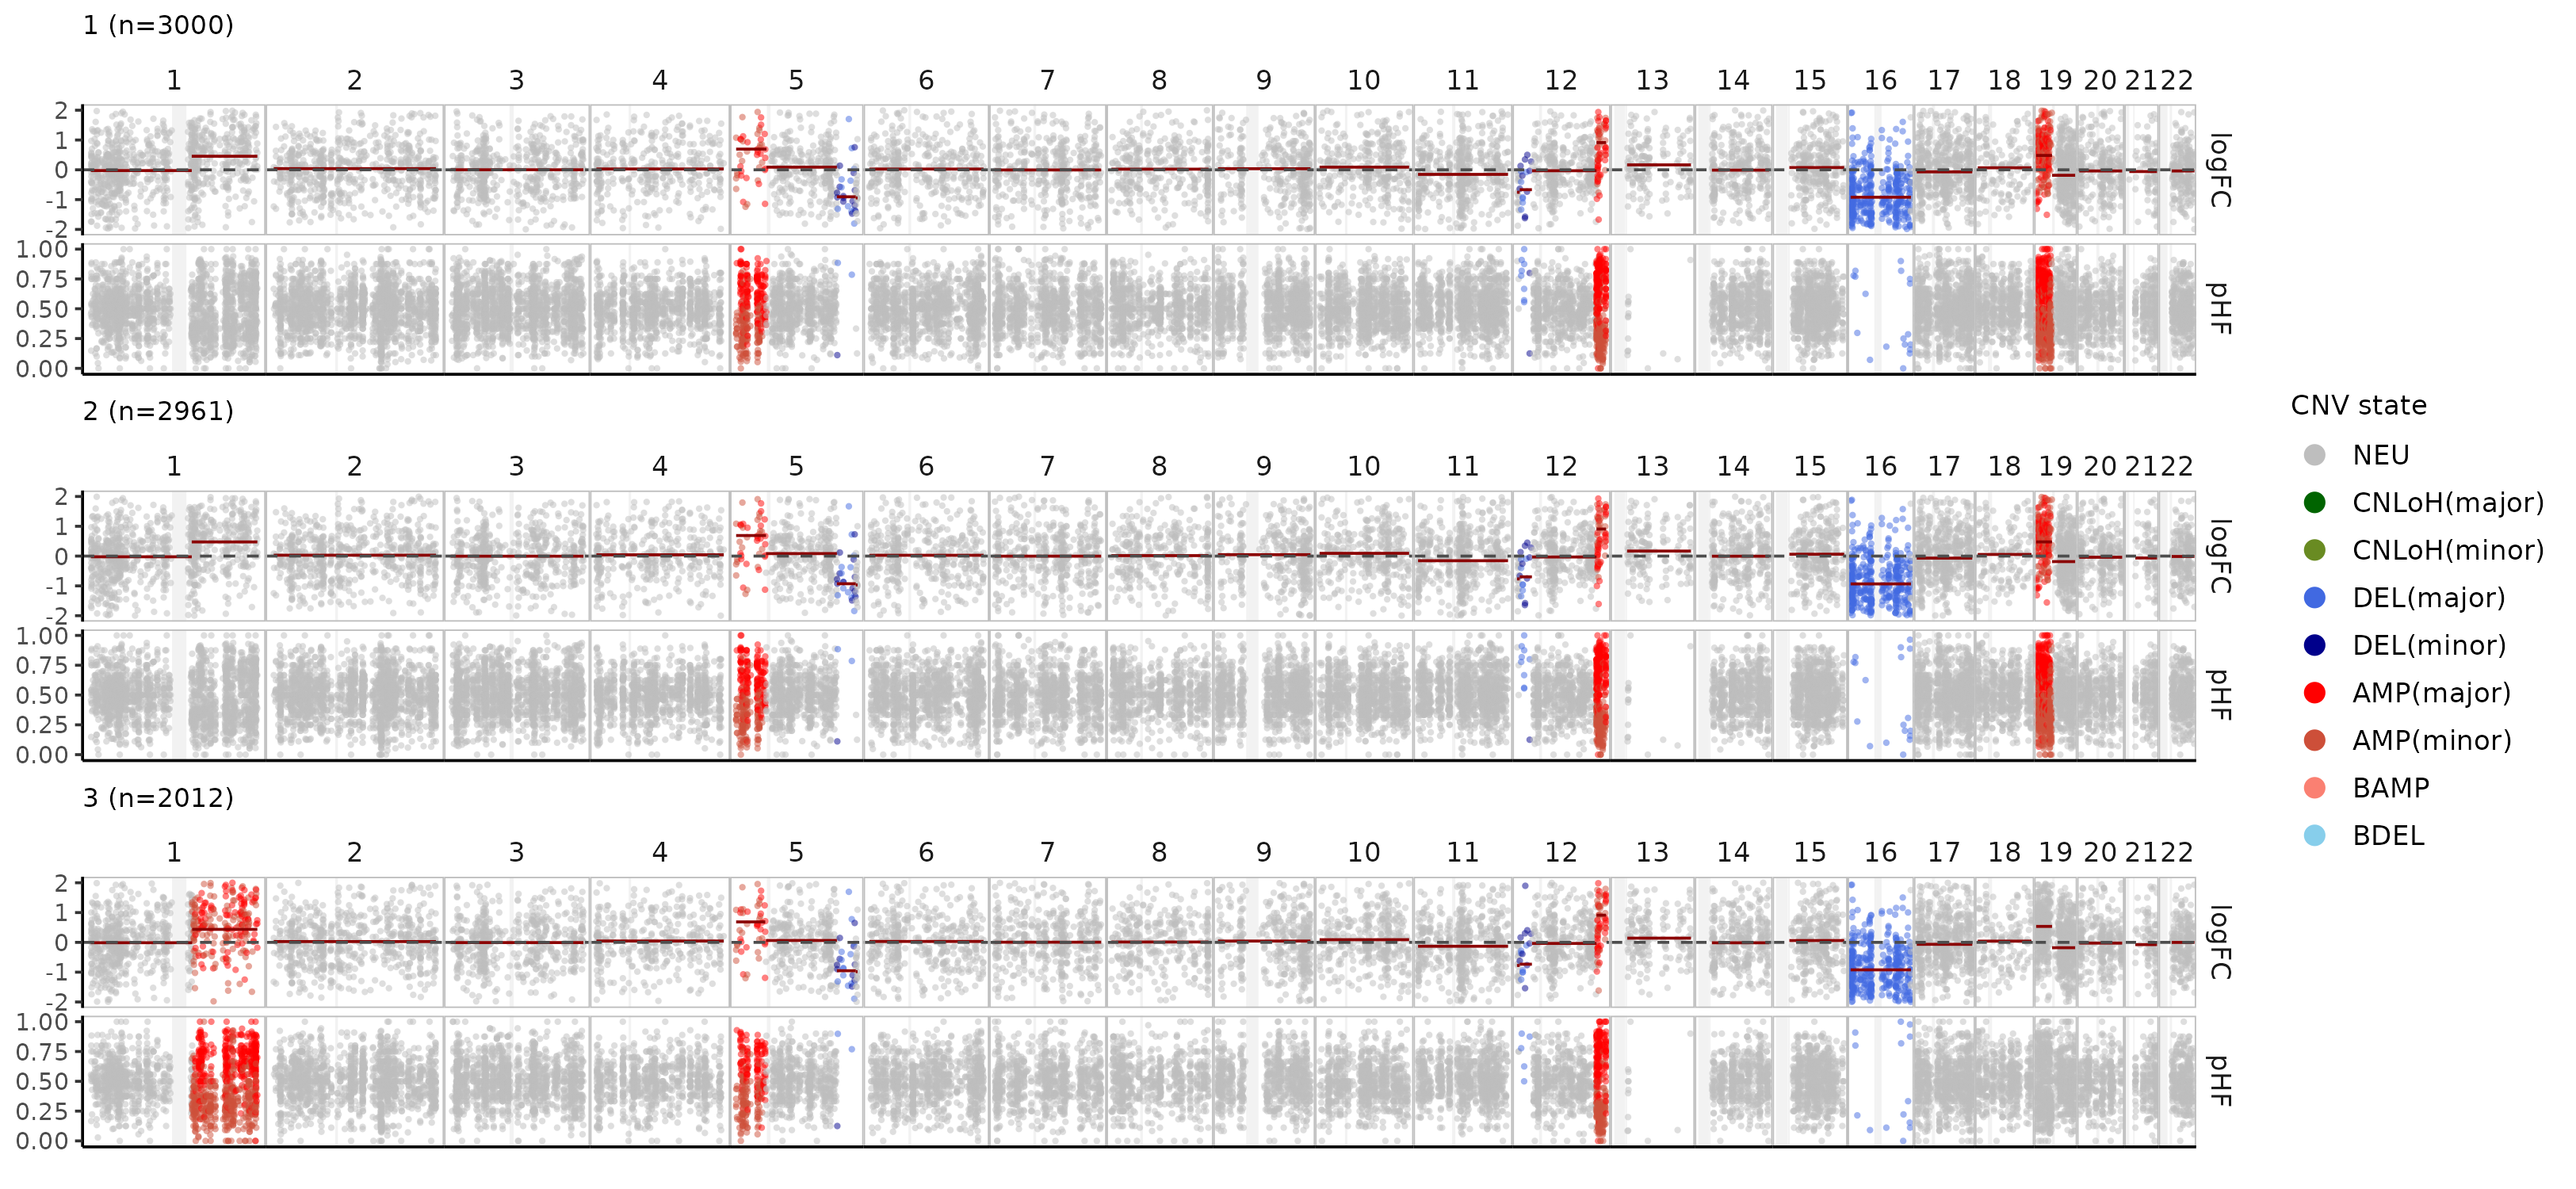 1 (n=3000)
1 2 3 4 5 6 7 8 9 10 11 12 13 14 15 16 17 18 19 20 21 22
2
1
0
-1
-2
logFC
1.00
0.75
0.50
0.25
0.00
pHF
2 (n=2961)
1 2 3 4 5 6 7 8 9 10 11 12 13 14 15 16 17 18 19 20 21 22
2
1
0
-1
-2
logFC
1.00
0.75
0.50
0.25
0.00
pHF
3 (n=2012)
1 2 3 4 5 6 7 8 9 10 11 12 13 14 15 16 17 18 19 20 21 22
2
1
0
-1
-2
logFC
1.00
0.75
0.50
0.25
0.00
pHF
CNV state
NEU
CNLoH(major)
CNLoH(minor)
DEL(major)
DEL(minor)
AMP(major)
AMP(minor)
BAMP
BDEL